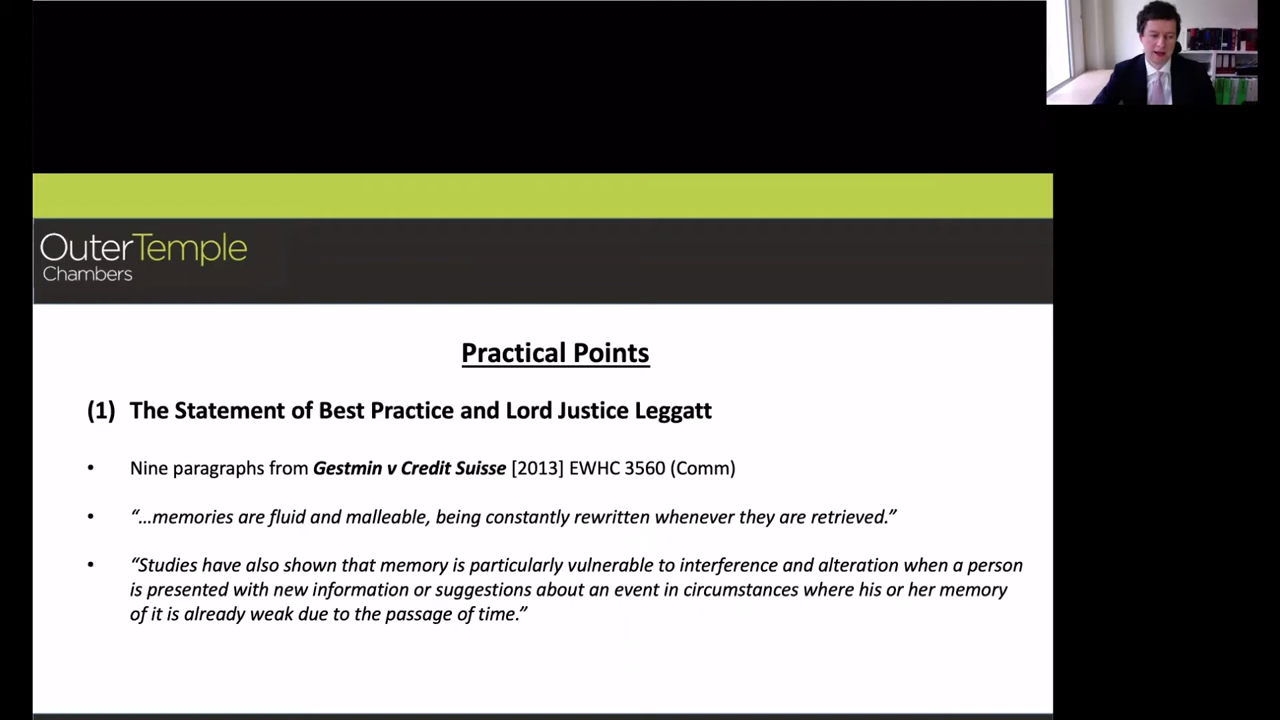 OuterTemple
Chambers
Practical Points
(1) The Statement of Best Practice and Lord Justice Leggatt
• Nine paragraphs from Gestmin v Credit Suisse [2013] EWHC 3560 (Comm)
• “…memories are fluid and malleable, being constantly rewritten whenever they are retrieved.”
• “Studies have also shown that memory is particularly vulnerable to interference and alteration when a person
is presented with new information or suggestions about an event in circumstances where his or her memory
of it is already weak due to the passage of time.”